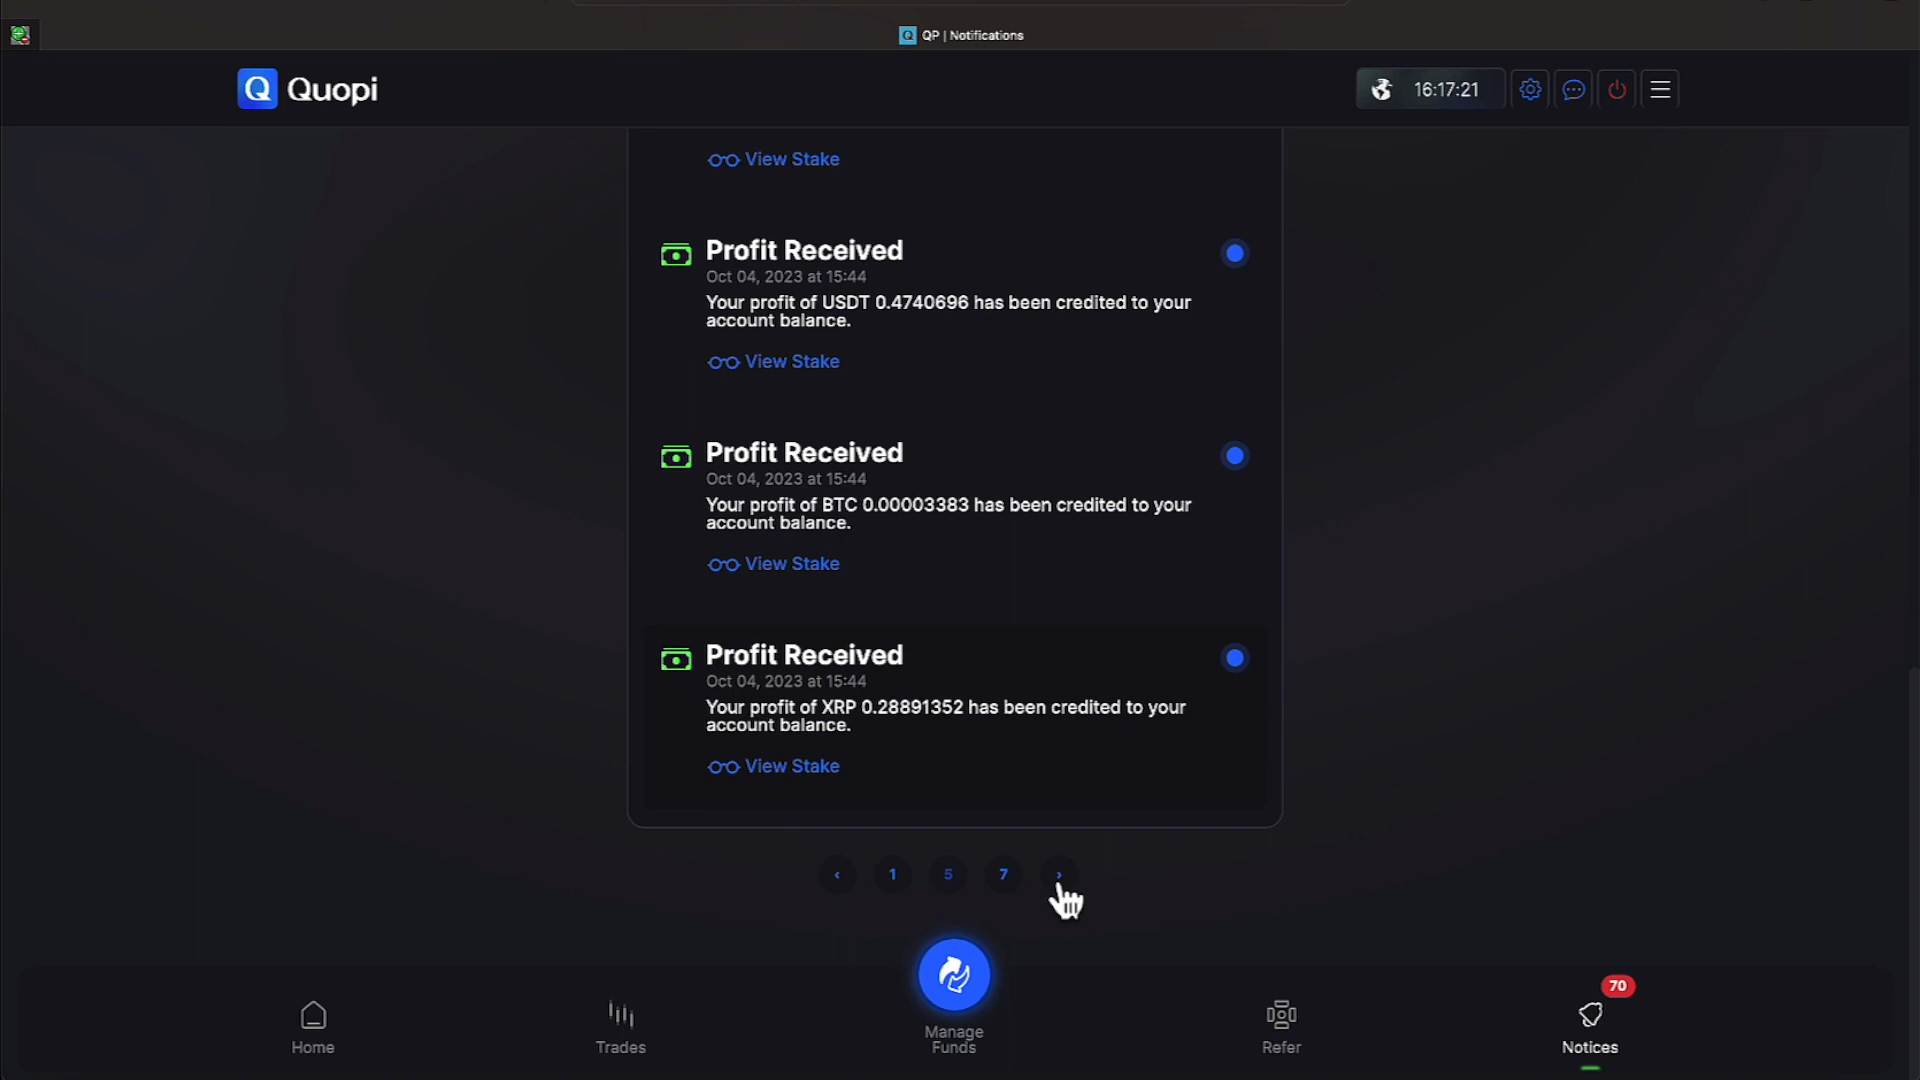 QP | Notifications
Quopi
16:17:21
View Stake
Profit Received
Oct 04, 2023 at 15:44
Your profit of USDT 0.4740696 has been credited to your
account balance.
View Stake
Profit Received
Oct 04, 2023 at 15:44
Your profit of BTC 0.00003383 has been credited to your
account balance.
View Stake
Profit Received
Oct 04, 2023 at 15:44
Your profit of XRP 0.28891352 has been credited to your
account balance.
View Stake
‹ 1 5 7 ›
70
Home
Trades
Manage
Funds
Refer
Notices